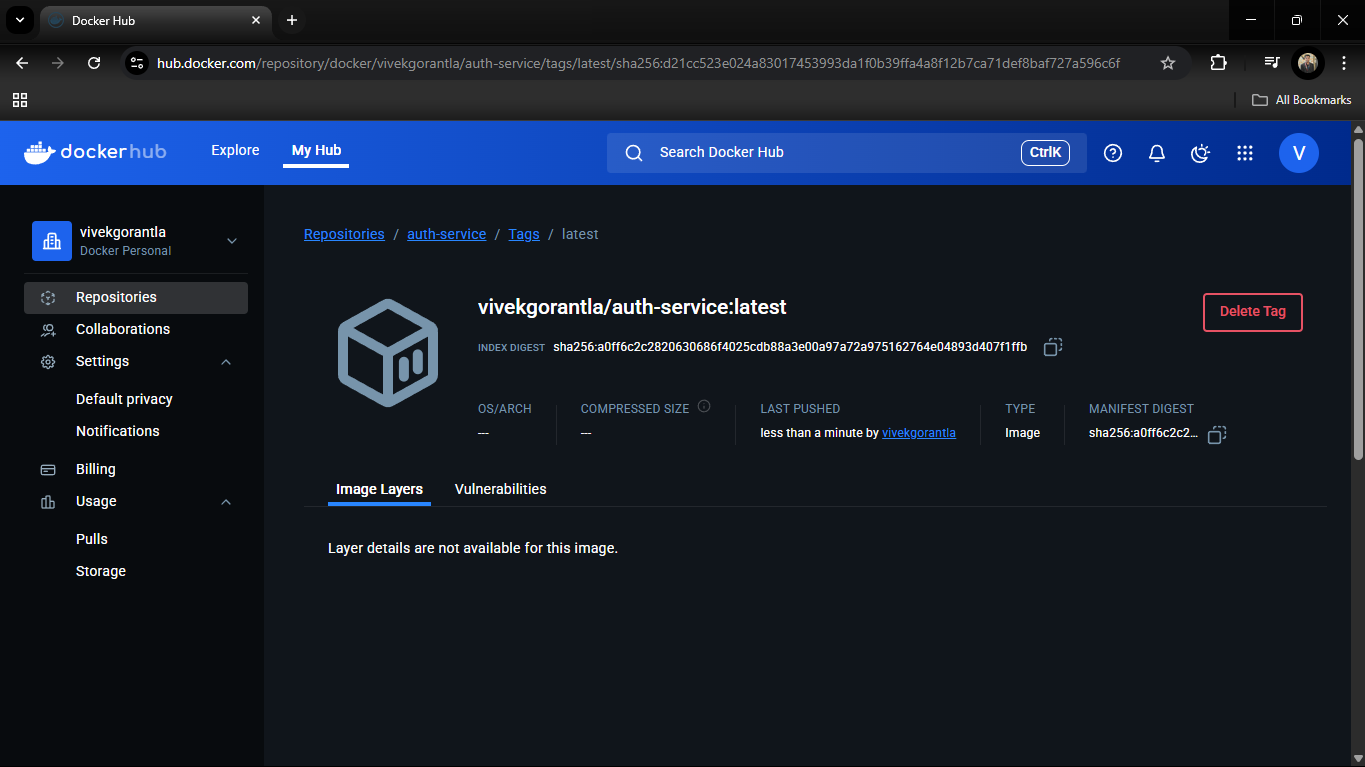 Docker Hub
hub.docker.com/repository/docker/vivekgorantla/auth-service/tags/latest/sha256:d21cc523e024a83017453993da1f0b39ffa4a8f12b7ca71def8baf727a596c6f
All Bookmarks
dockerhub
Explore
My Hub
Search Docker Hub
CtrlK
V
vivekgorantla
Docker Personal
Repositories
Collaborations
Settings
Default privacy
Notifications
Billing
Usage
Pulls
Storage
Repositories / auth-service / Tags / latest
vivekgorantla/auth-service:latest
Delete Tag
INDEX DIGEST sha256:a0ff6c2c2820630686f4025cdb88a3e00a97a72a975162764e04893d407f1ffb
OS/ARCH
---
COMPRESSED SIZE
---
LAST PUSHED
less than a minute by vivekgorantla
TYPE
Image
MANIFEST DIGEST
sha256:a0ff6c2c2...
Image Layers
Vulnerabilities
Layer details are not available for this image.